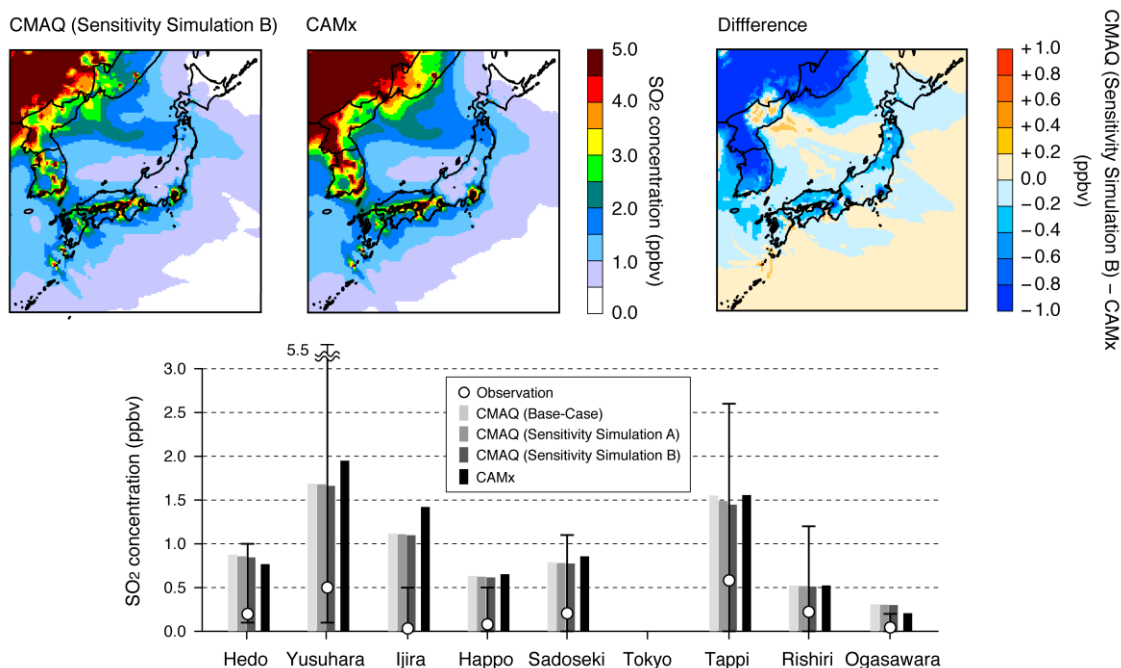 CMAQ (Sensitivity Simulation B)
CAMx
Diffference
5.0
4.0
3.0
2.0
1.0
0.0
SO2 concentration (ppbv)
+1.0
+0.8
+0.6
+0.4
+0.2
0.0
−0.2
−0.4
−0.6
−0.8
−1.0
CMAQ (Sensitivity Simulation B) – CAMx
(ppbv)
5.5
3.0
2.5
2.0
1.5
1.0
0.5
0.0
SO2 concentration (ppbv)
Observation
CMAQ (Base-Case)
CMAQ (Sensitivity Simulation A)
CMAQ (Sensitivity Simulation B)
CAMx
Hedo Yusuhara Ijira Happo Sadoseki Tokyo Tappi Rishiri Ogasawara